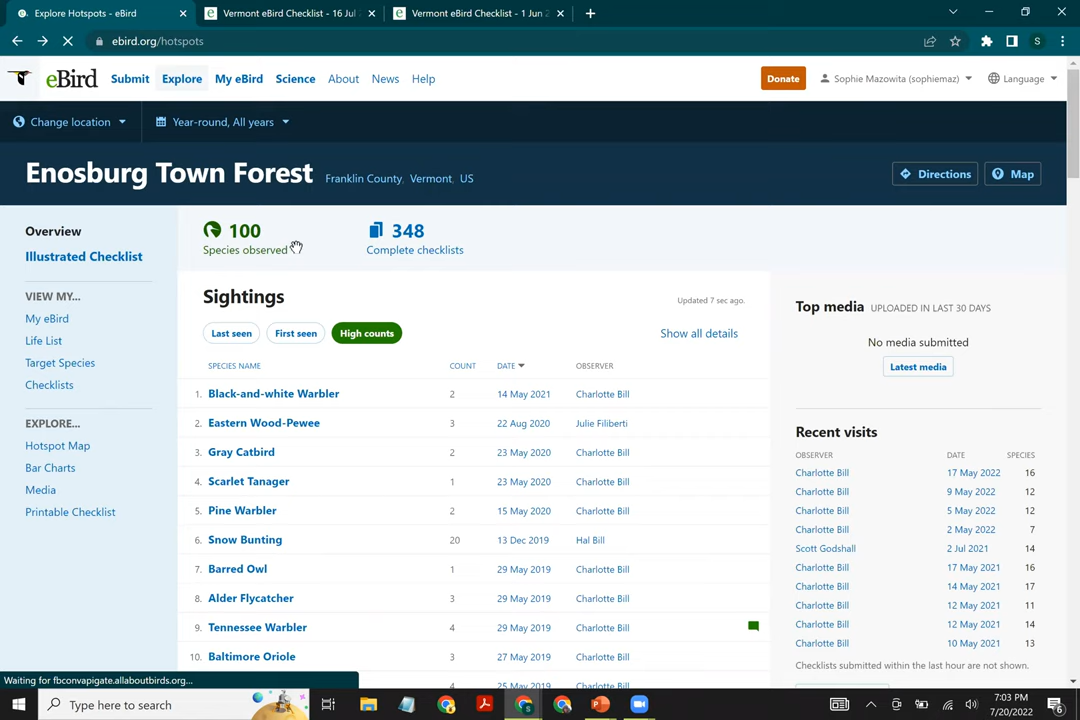 Explore Hotspots - eBird
Vermont eBird Checklist - 16 Jul
Vermont eBird Checklist - 1 Jun 2
ebird.org/hotspots
S
eBird
Submit
Explore
My eBird
Science
About
News
Help
Donate
Sophie Mazowita (sophiemaz)
Language
Change location
Year-round, All years
Enosburg Town Forest
Franklin County, Vermont, US
Directions
Map
Overview
Illustrated Checklist
VIEW MY...
My eBird
Life List
Target Species
Checklists
EXPLORE...
Hotspot Map
Bar Charts
Media
Printable Checklist
100
Species observed
348
Complete checklists
Sightings
Updated 7 sec ago.
Last seen
First seen
High counts
Show all details
SPECIES NAME COUNT DATE OBSERVER
1. Black-and-white Warbler 2 14 May 2021 Charlotte Bill
2. Eastern Wood-Pewee 3 22 Aug 2020 Julie Filiberti
3. Gray Catbird 2 23 May 2020 Charlotte Bill
4. Scarlet Tanager 1 23 May 2020 Charlotte Bill
5. Pine Warbler 2 15 May 2020 Charlotte Bill
6. Snow Bunting 20 13 Dec 2019 Hal Bill
7. Barred Owl 1 29 May 2019 Charlotte Bill
8. Alder Flycatcher 3 29 May 2019 Charlotte Bill
9. Tennessee Warbler 4 29 May 2019 Charlotte Bill
10. Baltimore Oriole 3 27 May 2019 Charlotte Bill
Top media UPLOADED IN LAST 30 DAYS
No media submitted
Latest media
Recent visits
OBSERVER DATE SPECIES
Charlotte Bill 17 May 2022 16
Charlotte Bill 9 May 2022 12
Charlotte Bill 5 May 2022 12
Charlotte Bill 2 May 2022 7
Scott Godshall 2 Jul 2021 14
Charlotte Bill 17 May 2021 16
Charlotte Bill 14 May 2021 17
Charlotte Bill 12 May 2021 11
Charlotte Bill 12 May 2021 14
Charlotte Bill 10 May 2021 13
Checklists submitted within the last hour are not shown.
Waiting for fbconvapigate.allaboutbirds.org...
Type here to search
7:03 PM
7/20/2022
6